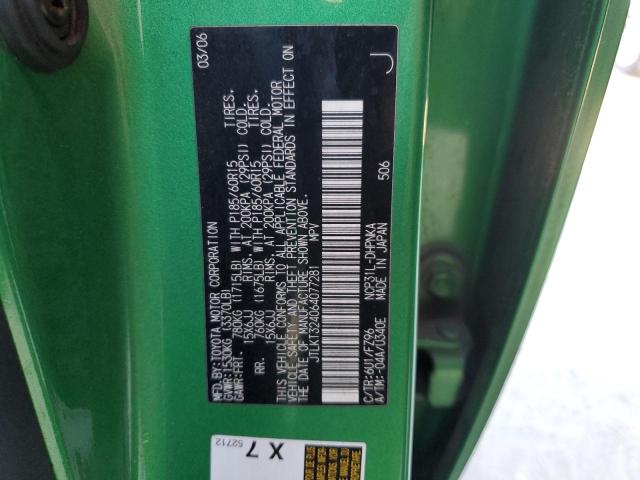 MFD.BY:TOYOTA MOTOR CORPORATION 03/06
GVWR:1530KG (3370LB)
GAWR:FRT. 780KG (1715LB) WITH P185/60R15 TIRES.
15X6JJ RIMS. AT 200KPA (29PSI) COLD.
RR. 760KG (1675LB) WITH P185/60R15 TIRES.
15X6JJ RIMS. AT 200KPA (29PSI) COLD.
THIS VEHICLE CONFORMS TO ALL APPLICABLE FEDERAL MOTOR
VEHICLE SAFETY AND THEFT PREVENTION STANDARDS IN EFFECT ON
THE DATE OF MANUFACTURE SHOWN ABOVE.
JTLKT324064077281 MPV
C/TR:6U1/FZ96 NCP31L-DHPNKA
A/TM:-04A/U340E MADE IN JAPAN 506
J
X 7
52712